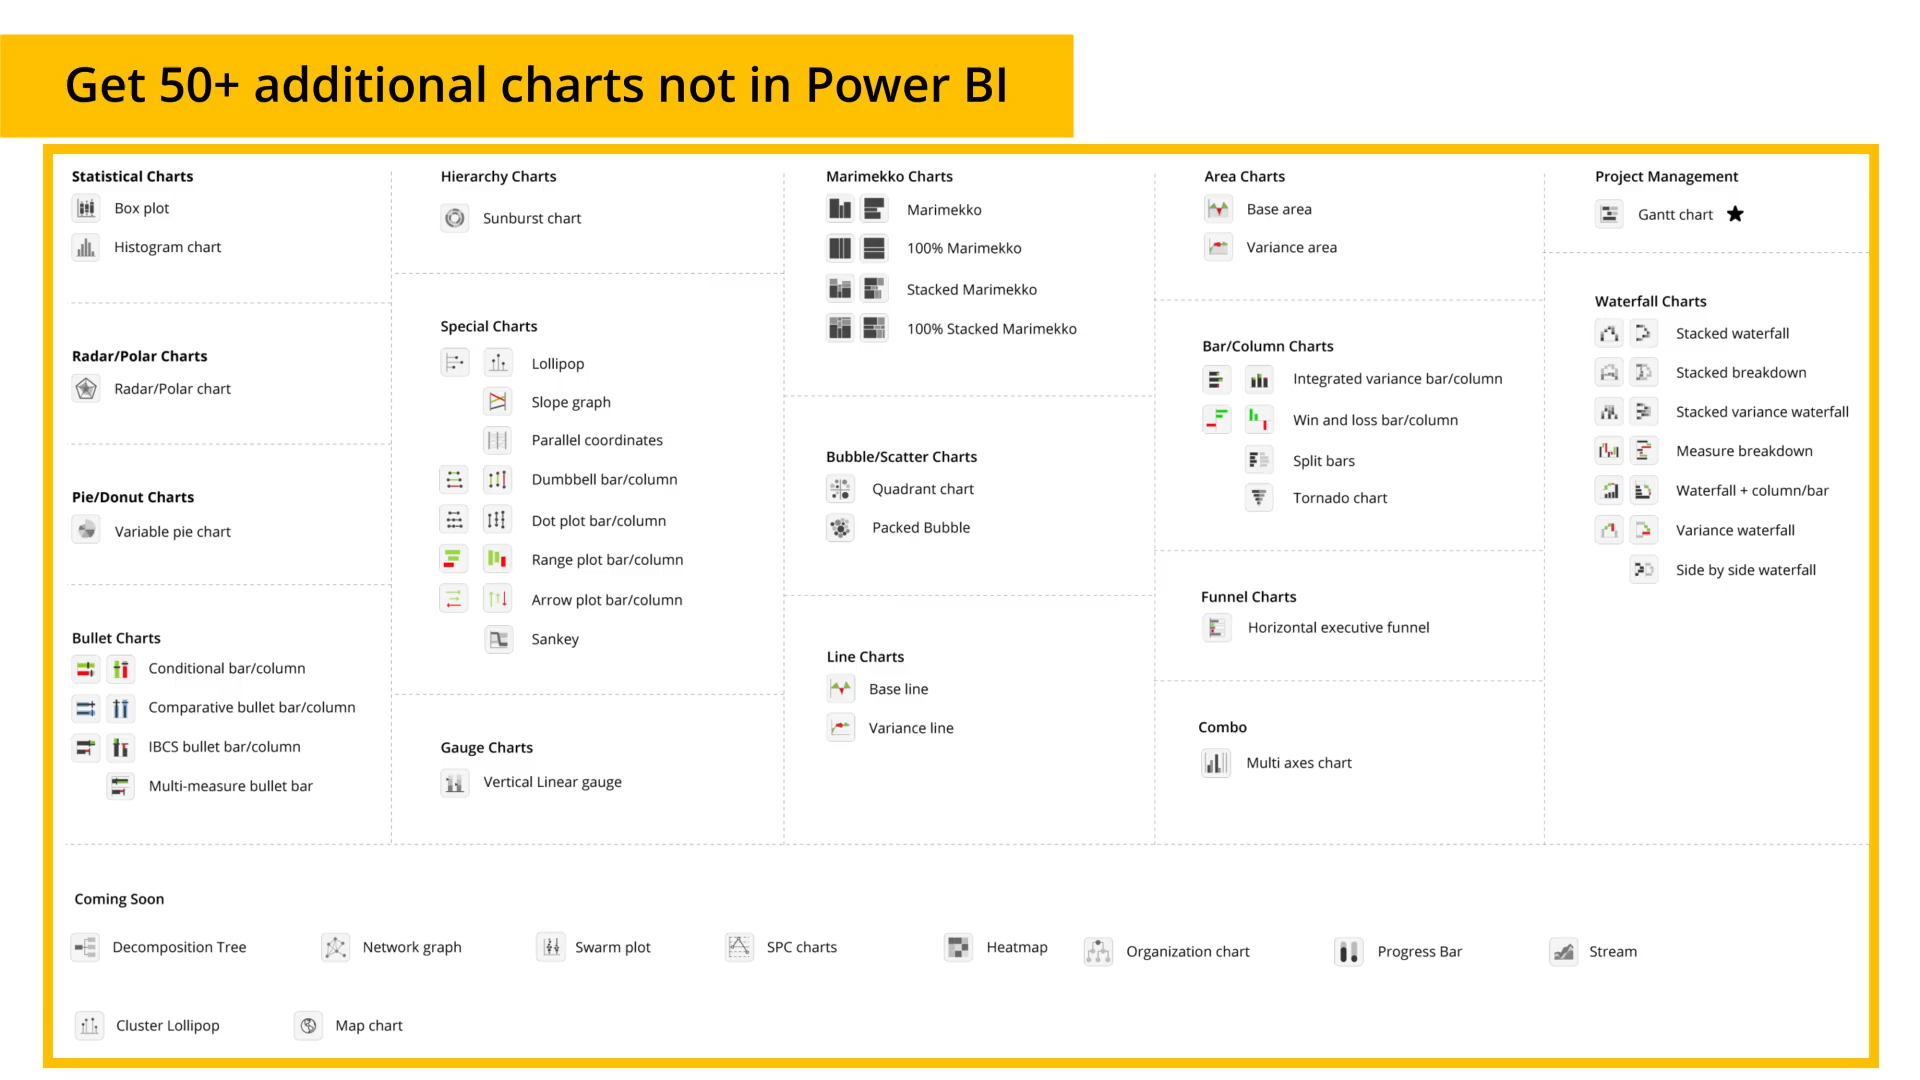 Get 50+ additional charts not in Power BI
Statistical Charts
Box plot
Histogram chart
Radar/Polar Charts
Radar/Polar chart
Pie/Donut Charts
Variable pie chart
Bullet Charts
Conditional bar/column
Comparative bullet bar/column
IBCS bullet bar/column
Multi-measure bullet bar
Hierarchy Charts
Sunburst chart
Special Charts
Lollipop
Slope graph
Parallel coordinates
Dumbbell bar/column
Dot plot bar/column
Range plot bar/column
Arrow plot bar/column
Sankey
Gauge Charts
Vertical Linear gauge
Marimekko Charts
Marimekko
100% Marimekko
Stacked Marimekko
100% Stacked Marimekko
Bubble/Scatter Charts
Quadrant chart
Packed Bubble
Line Charts
Base line
Variance line
Area Charts
Base area
Variance area
Bar/Column Charts
Integrated variance bar/column
Win and loss bar/column
Split bars
Tornado chart
Funnel Charts
Horizontal executive funnel
Combo
Multi axes chart
Project Management
Gantt chart
Waterfall Charts
Stacked waterfall
Stacked breakdown
Stacked variance waterfall
Measure breakdown
Waterfall + column/bar
Variance waterfall
Side by side waterfall
Coming Soon
Decomposition Tree
Network graph
Swarm plot
SPC charts
Heatmap
Organization chart
Progress Bar
Stream
Cluster Lollipop
Map chart